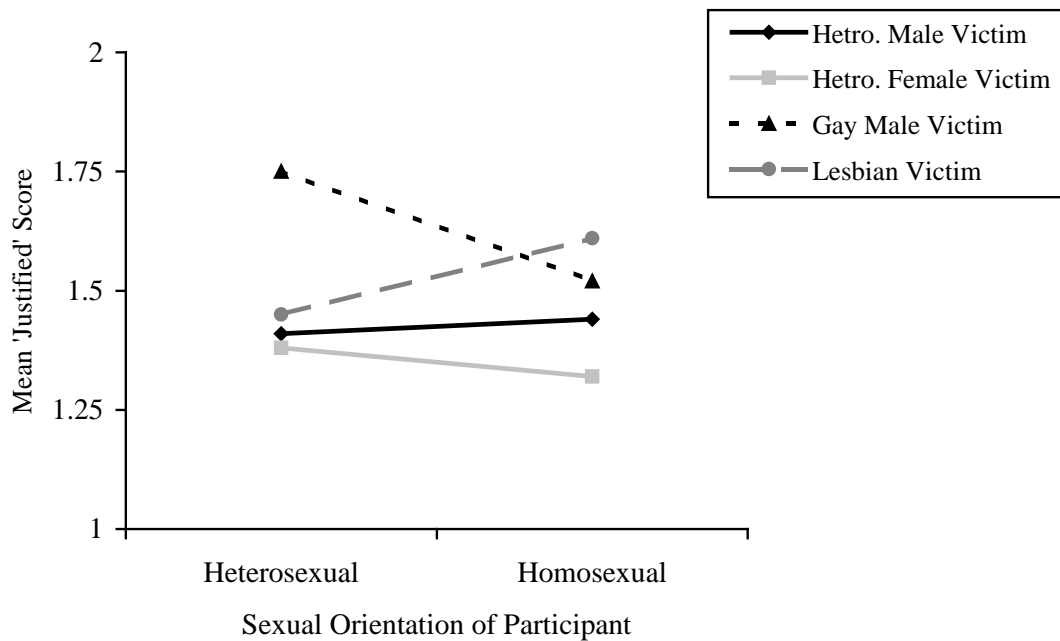 Hetro. Male Victim
Hetro. Female Victim
Gay Male Victim
Lesbian Victim
2
1.75
1.5
1.25
1
Mean 'Justified' Score
Heterosexual
Homosexual
Sexual Orientation of Participant